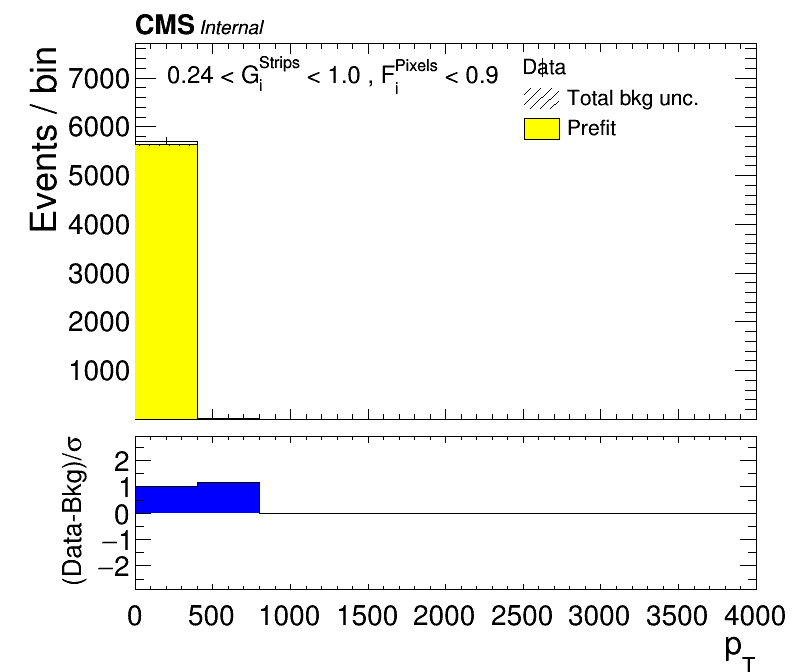 CMS Internal
Events / bin
7000
6000
5000
4000
3000
2000
1000
0.24 < G_i^Strips < 1.0 , F_i^Pixels < 0.9
Data
Total bkg unc.
Prefit
(Data-Bkg)/σ
2
1
0
−1
−2
0 500 1000 1500 2000 2500 3000 3500 4000
p_T